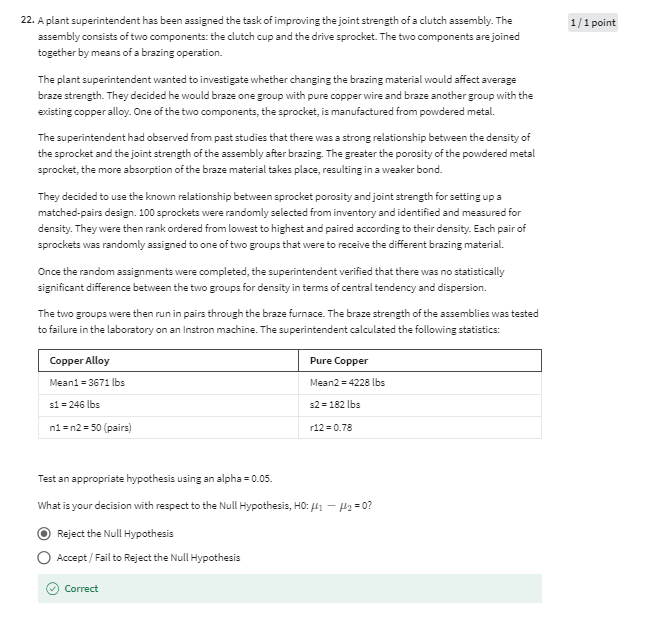 22. A plant superintendent has been assigned the task of improving the joint strength of a clutch assembly. The
1 / 1 point
assembly consists of two components: the clutch cup and the drive sprocket. The two components are joined
together by means of a brazing operation.
The plant superintendent wanted to investigate whether changing the brazing material would affect average
braze strength. They decided he would braze one group with pure copper wire and braze another group with the
existing copper alloy. One of the two components, the sprocket, is manufactured from powdered metal.
The superintendent had observed from past studies that there was a strong relationship between the density of
the sprocket and the joint strength of the assembly after brazing. The greater the porosity of the powdered metal
sprocket, the more absorption of the braze material takes place, resulting in a weaker bond.
They decided to use the known relationship between sprocket porosity and joint strength for setting up a
matched-pairs design. 100 sprockets were randomly selected from inventory and identified and measured for
density. They were then rank ordered from lowest to highest and paired according to their density. Each pair of
sprockets was randomly assigned to one of two groups that were to receive the different brazing material.
Once the random assignments were completed, the superintendent verified that there was no statistically
significant difference between the two groups for density in terms of central tendency and dispersion.
The two groups were then run in pairs through the braze furnace. The braze strength of the assemblies was tested
to failure in the laboratory on an Instron machine. The superintendent calculated the following statistics:
Copper Alloy
Pure Copper
Mean1 = 3671 lbs
Mean2 = 4228 lbs
s1 = 246 lbs
s2 = 182 lbs
n1 = n2 = 50 (pairs)
r12 = 0.78
Test an appropriate hypothesis using an alpha = 0.05.
What is your decision with respect to the Null Hypothesis, H0: μ1 − μ2 = 0?
Reject the Null Hypothesis
Accept / Fail to Reject the Null Hypothesis
Correct